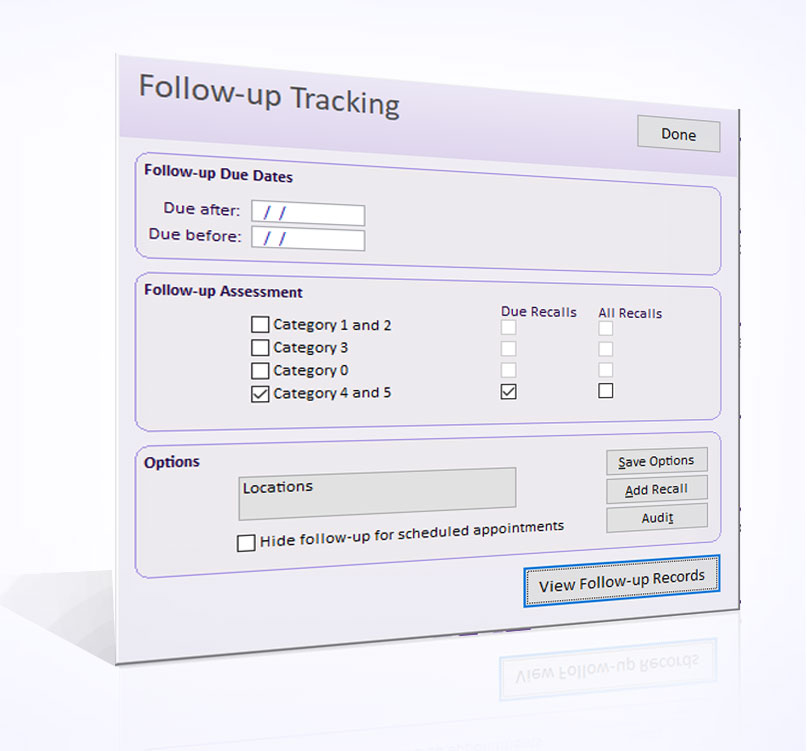 Follow-up Tracking
Done
Follow-up Due Dates
Due after: / /
Due before: / /
Follow-up Assessment
Due Recalls All Recalls
Category 1 and 2
Category 3
Category 0
Category 4 and 5
Options
Locations
Save Options
Add Recall
Audit
Hide follow-up for scheduled appointments
View Follow-up Records
View Follow-up Records